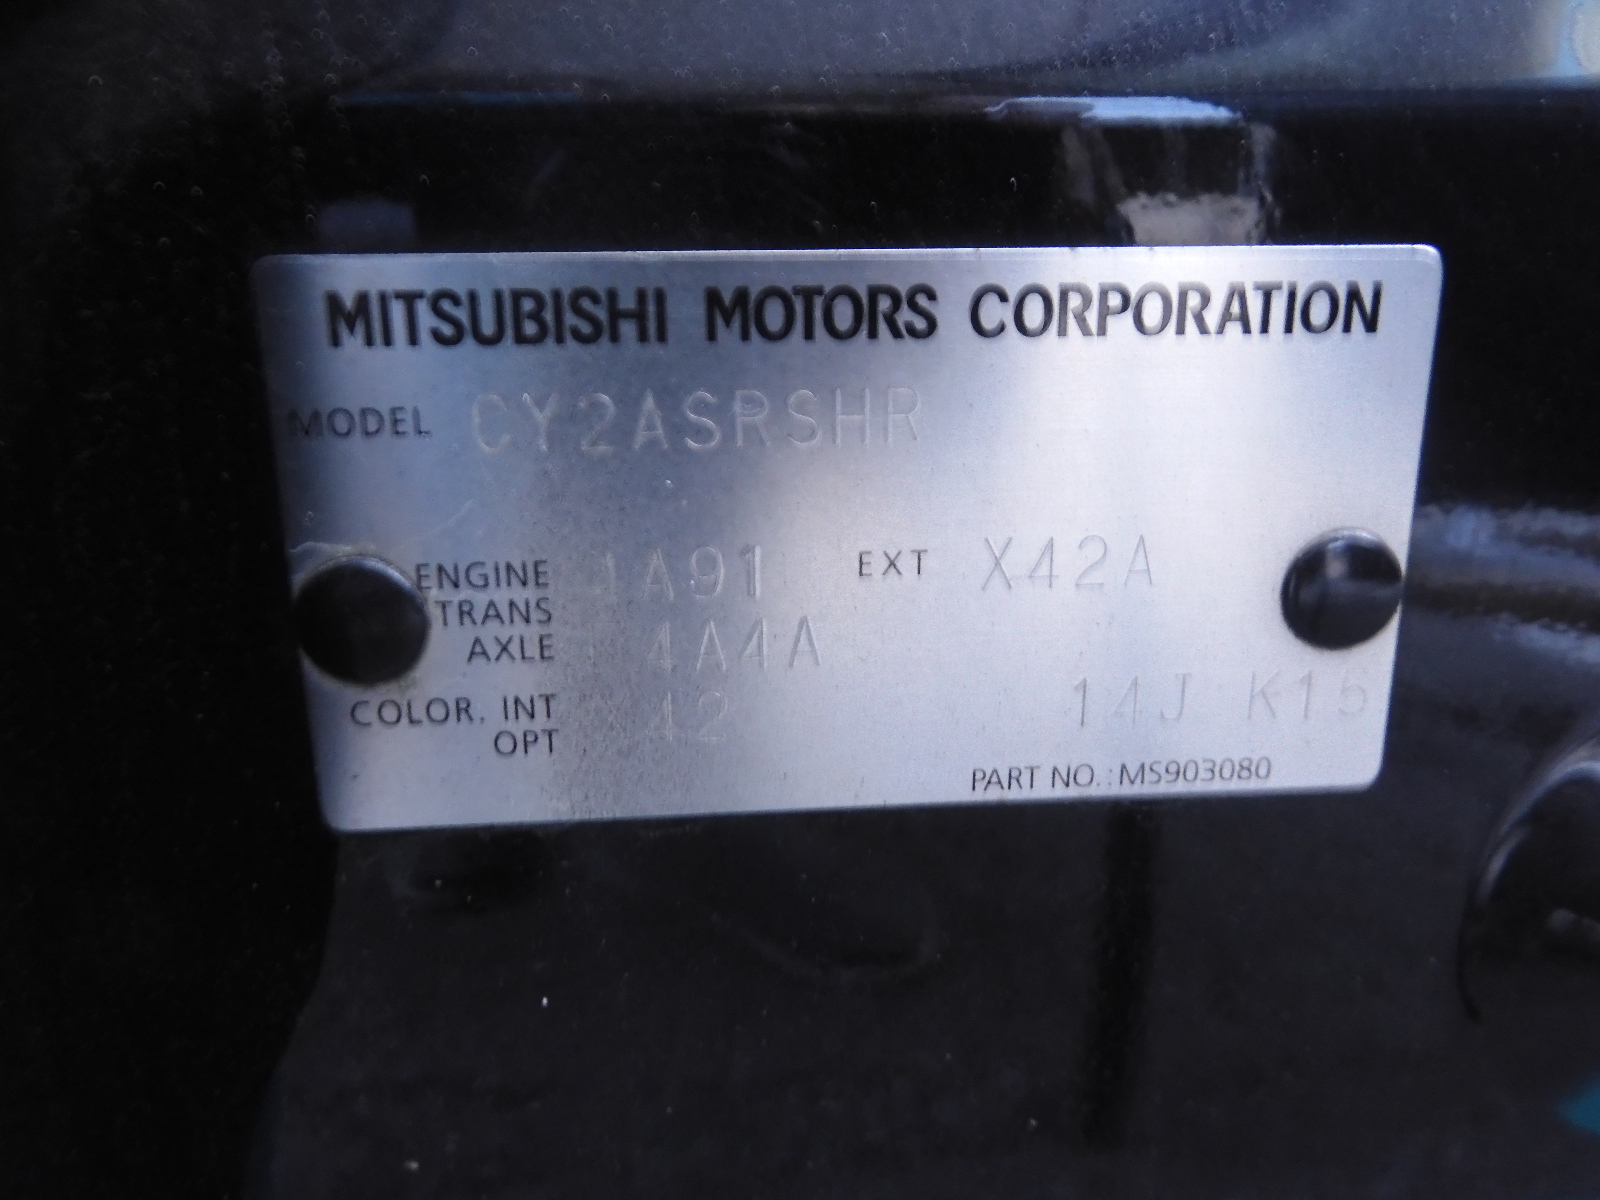 MITSUBISHI MOTORS CORPORATION
MODEL CY2ASRSHR
ENGINE 4A91 EXT X42A
TRANS
AXLE 4A4A
COLOR, INT 42 14J K15
OPT
PART NO.:MS903080